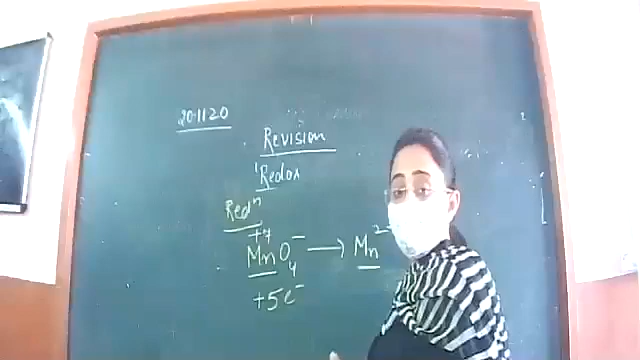 20.11.20
Revision
Redox
Redⁿ
+7
MnO₄⁻ → Mn²⁺
+5e⁻